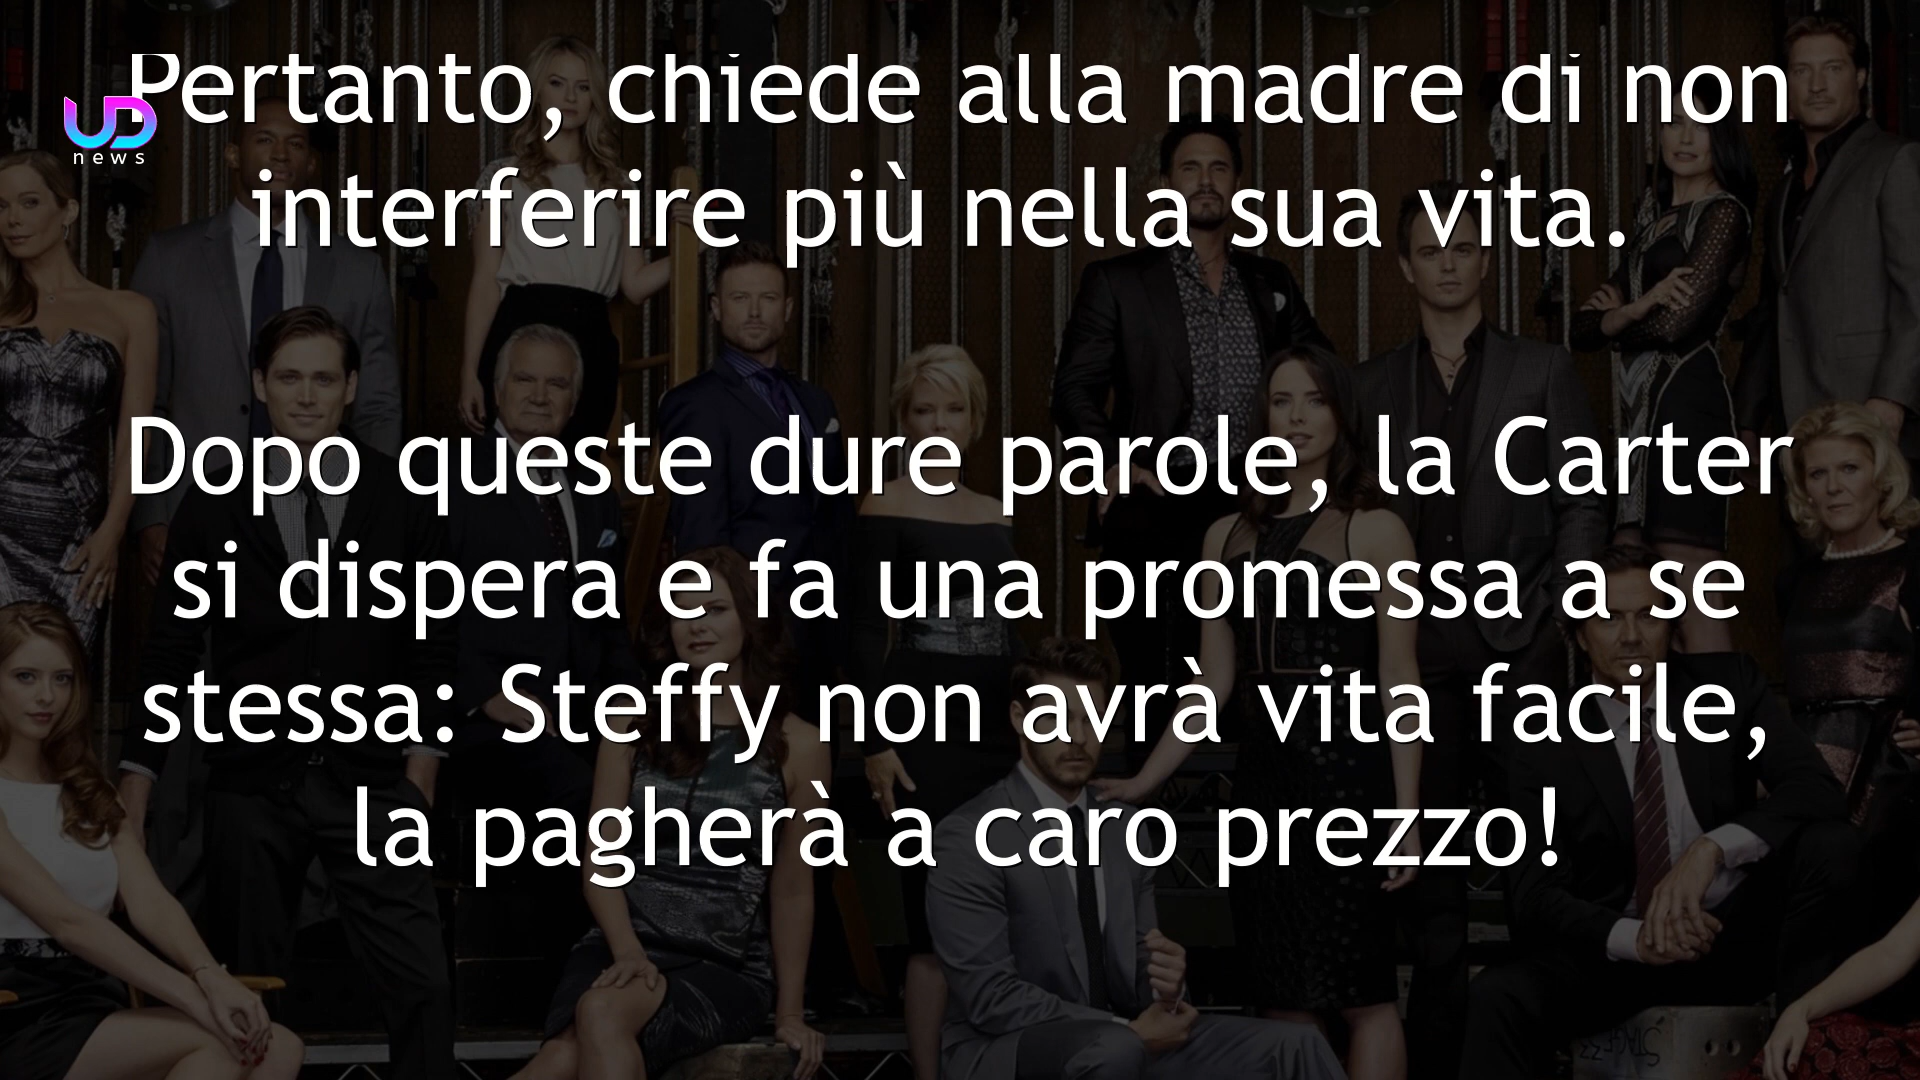 Pertanto, chiede alla madre di non
UD
news
interferire più nella sua vita.
Dopo queste dure parole, la Carter
si dispera e fa una promessa a se
stessa: Steffy non avrà vita facile,
la pagherà a caro prezzo!